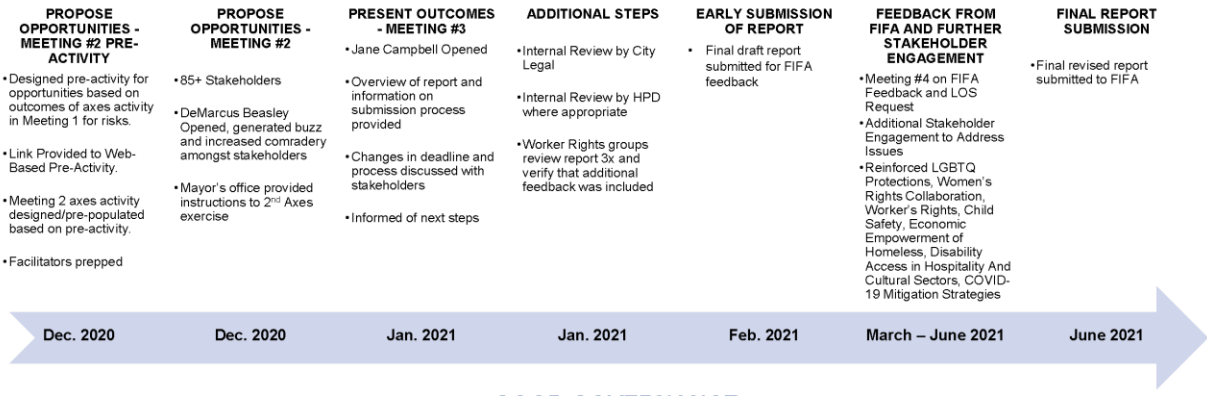 PROPOSE
OPPORTUNITIES -
MEETING #2 PRE-
ACTIVITY
•Designed pre-activity for
opportunities based on
outcomes of axes activity
in Meeting 1 for risks.
•Link Provided to Web-
Based Pre-Activity.
•Meeting 2 axes activity
designed/pre-populated
based on pre-activity.
•Facilitators prepped
PROPOSE
OPPORTUNITIES -
MEETING #2
•85+ Stakeholders
•DeMarcus Beasley
Opened, generated buzz
and increased comradery
amongst stakeholders
•Mayor's office provided
instructions to 2nd Axes
exercise
PRESENT OUTCOMES
- MEETING #3
•Jane Campbell Opened
•Overview of report and
information on
submission process
provided
•Changes in deadline and
process discussed with
stakeholders
•Informed of next steps
ADDITIONAL STEPS
•Internal Review by City
Legal
•Internal Review by HPD
where appropriate
•Worker Rights groups
review report 3x and
verify that additional
feedback was included
EARLY SUBMISSION
OF REPORT
• Final draft report
submitted for FIFA
feedback
FEEDBACK FROM
FIFA AND FURTHER
STAKEHOLDER
ENGAGEMENT
•Meeting #4 on FIFA
Feedback and LOS
Request
•Additional Stakeholder
Engagement to Address
Issues
•Reinforced LGBTQ
Protections, Women's
Rights Collaboration,
Worker's Rights, Child
Safety, Economic
Empowerment of
Homeless, Disability
Access in Hospitality And
Cultural Sectors, COVID-
19 Mitigation Strategies
FINAL REPORT
SUBMISSION
•Final revised report
submitted to FIFA
Dec. 2020
Dec. 2020
Jan. 2021
Jan. 2021
Feb. 2021
March – June 2021
June 2021